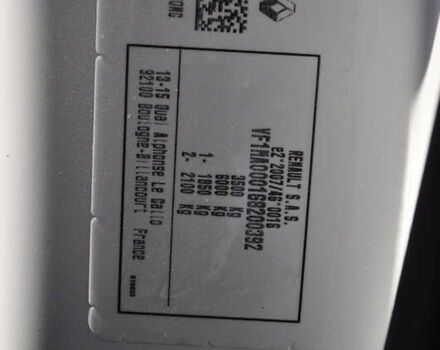 RENAULT S.A.S.
e2*2007/46*0016
VF1MA000168200392
3500 kg
6000 kg
1- 1850 kg
2- 2100 kg
13-15 Quai Alphonse Le Gallo
92100 Boulogne-Billancourt France